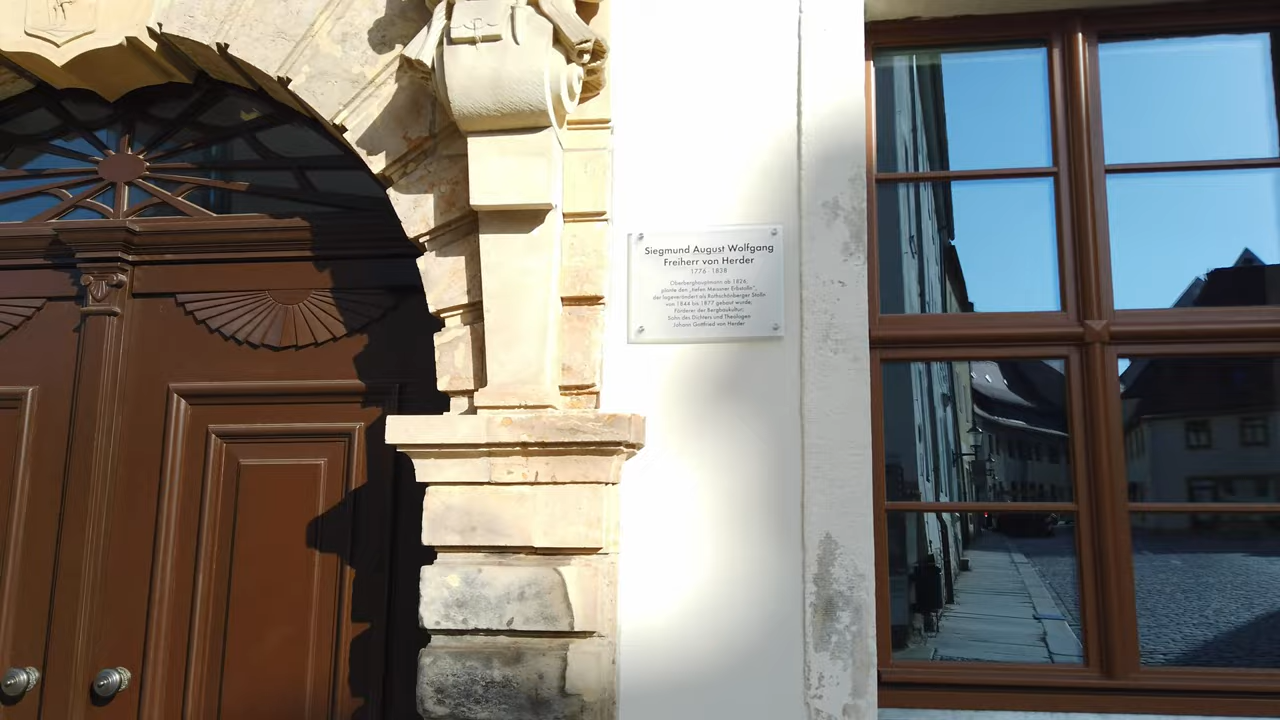 Siegmund August Wolfgang
Freiherr von Herder
1776 - 1838
Oberberghauptmann ab 1826,
plante den „tiefen Meissner Erbstolln",
der lageverändert als Rothschönberger Stolln
von 1844 bis 1877 gebaut wurde;
Förderer der Bergbaukultur;
Sohn des Dichters und Theologen
Johann Gottfried von Herder